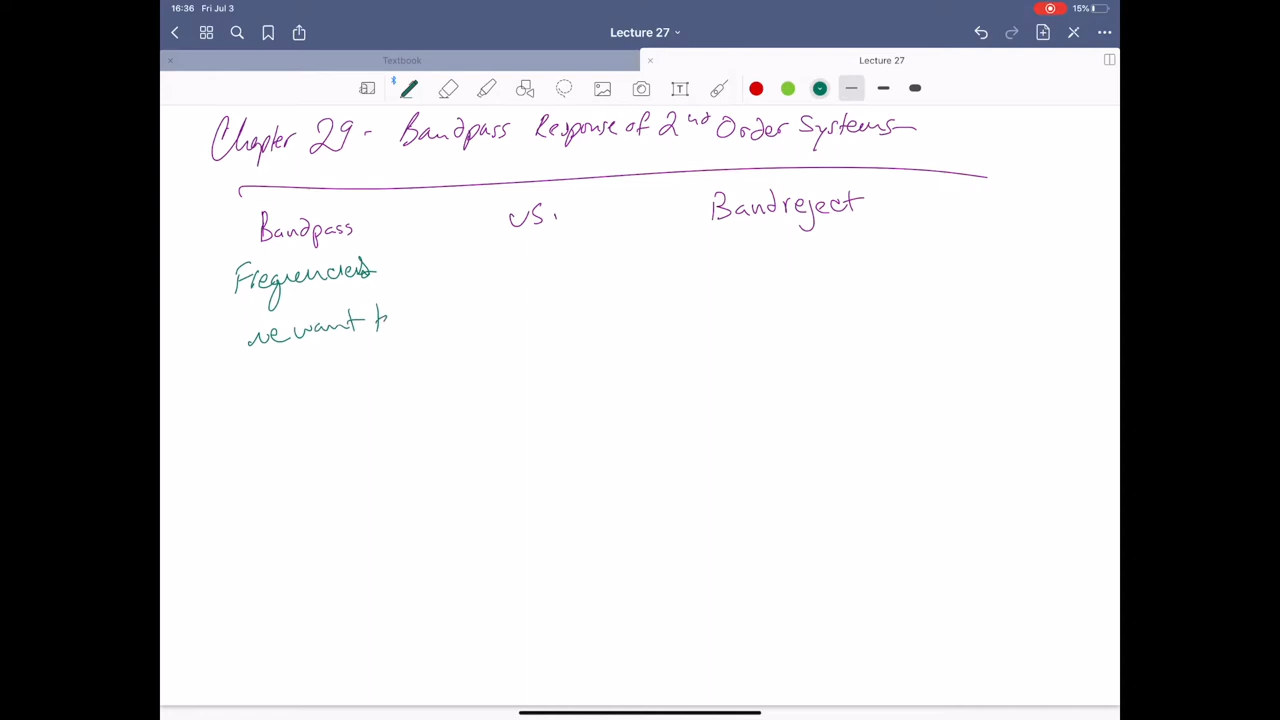 16:36 Fri Jul 3
15%
Lecture 27
Textbook
Lecture 27
T
Chapter 29- Bandpass Response of 2nd Order Systems
Bandpass vs. Bandreject
Frequencies
we want t